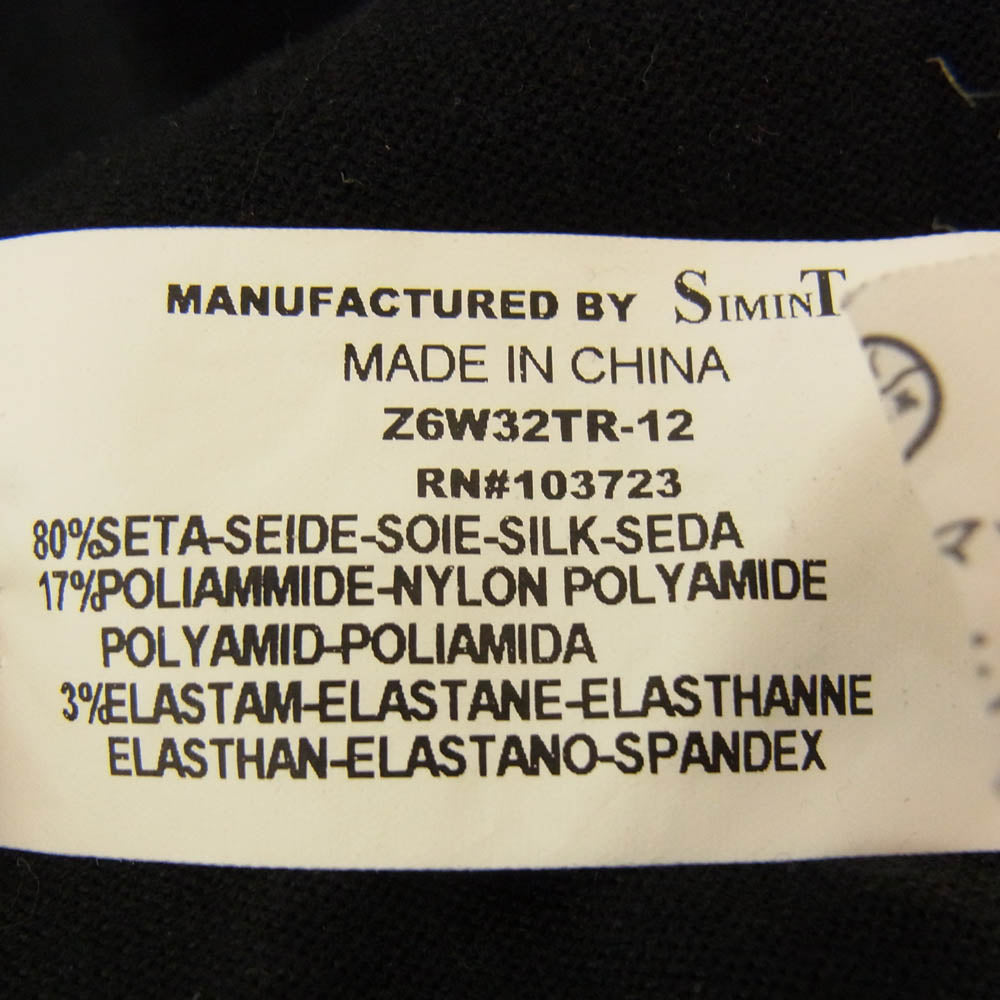 MANUFACTURED BY SIMINT
MADE IN CHINA
Z6W32TR-12
RN#103723
80%SETA-SEIDE-SOIE-SILK-SEDA
17%POLIAMMIDE-NYLON POLYAMIDE
POLYAMID-POLIAMIDA
3%ELASTAM-ELASTANE-ELASTHANNE
ELASTHAN-ELASTANO-SPANDEX